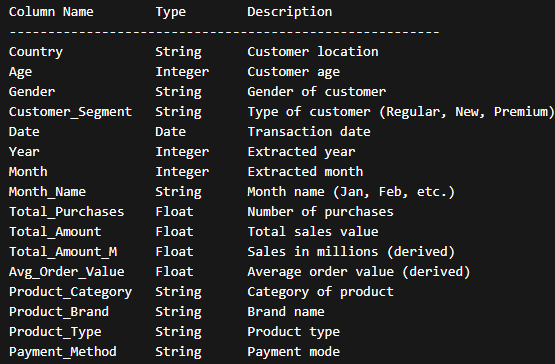 Column Name        Type        Description
--------------------------------------------------------
Country            String      Customer location
Age                Integer     Customer age
Gender             String      Gender of customer
Customer_Segment   String      Type of customer (Regular, New, Premium)
Date               Date        Transaction date
Year               Integer     Extracted year
Month              Integer     Extracted month
Month_Name         String      Month name (Jan, Feb, etc.)
Total_Purchases    Float       Number of purchases
Total_Amount       Float       Total sales value
Total_Amount_M     Float       Sales in millions (derived)
Avg_Order_Value    Float       Average order value (derived)
Product_Category   String      Category of product
Product_Brand      String      Brand name
Product_Type       String      Product type
Payment_Method     String      Payment mode